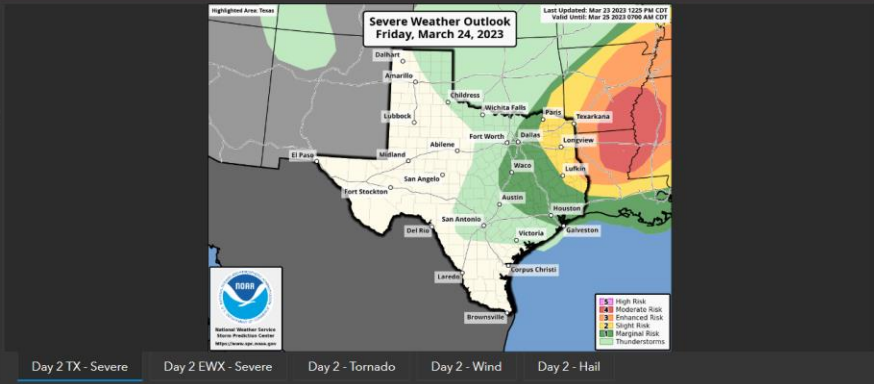 Highlighted Area: Texas
Severe Weather Outlook
Friday, March 24, 2023
Last Updated: Mar 23 2023 1225 PM CDT
Valid Until: Mar 25 2023 0700 AM CDT
Dalhart
Amarillo
Childress
Wichita Falls
Lubbock
Paris
Texarkana
Fort Worth
Dallas
Abilene
Longview
El Paso
Midland
Waco
Lufkin
San Angelo
Fort Stockton
Austin
Houston
San Antonio
Del Rio
Victoria
Galveston
Laredo
Corpus Christi
Brownsville
NOAA
National Weather Service
Storm Prediction Center
https://www.spc.noaa.gov
5 High Risk
4 Moderate Risk
3 Enhanced Risk
2 Slight Risk
1 Marginal Risk
Thunderstorms
Day 2 TX - Severe
Day 2 EWX - Severe
Day 2 - Tornado
Day 2 - Wind
Day 2 - Hail